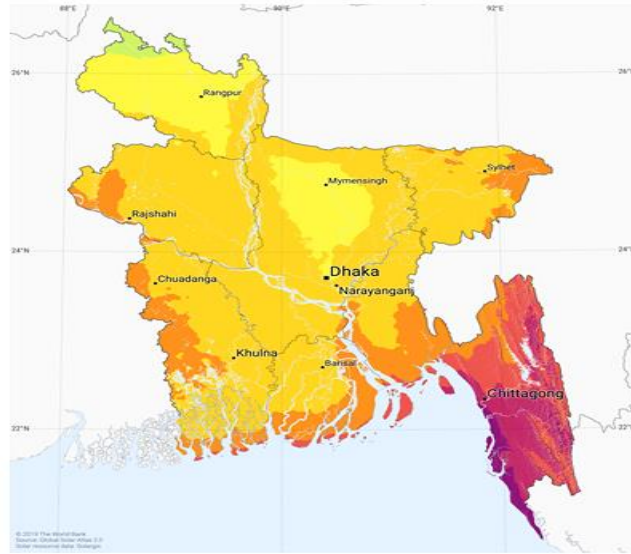 88°E
90°E
92°E
26°N
26°N
Rangpur
Mymensingh
Sylhet
Rajshahi
24°N
24°N
Dhaka
Chuadanga
Narayanganj
Khulna
Barisal
Chittagong
22°N
22°N
© 2019 The World Bank
Source: Global Solar Atlas 2.0
Solar resource data: Solargis